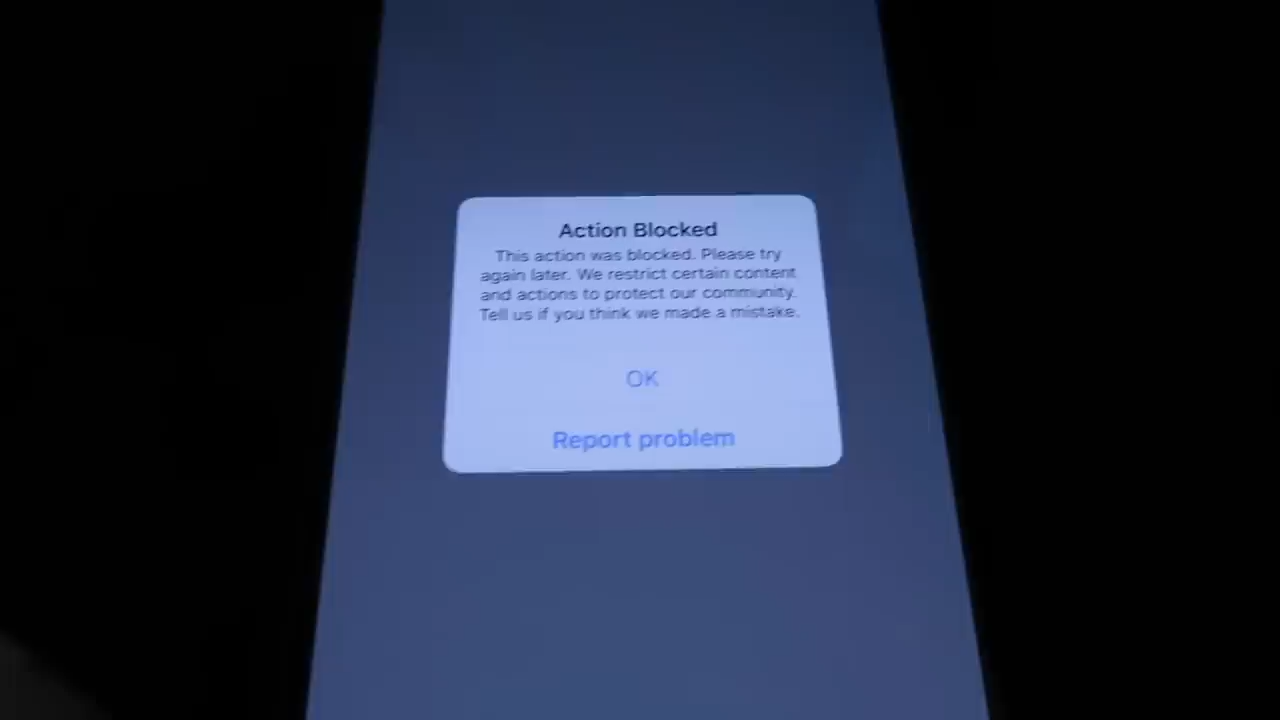 Action Blocked
This action was blocked. Please try
again later. We restrict certain content
and actions to protect our community.
Tell us if you think we made a mistake.
OK
Report problem